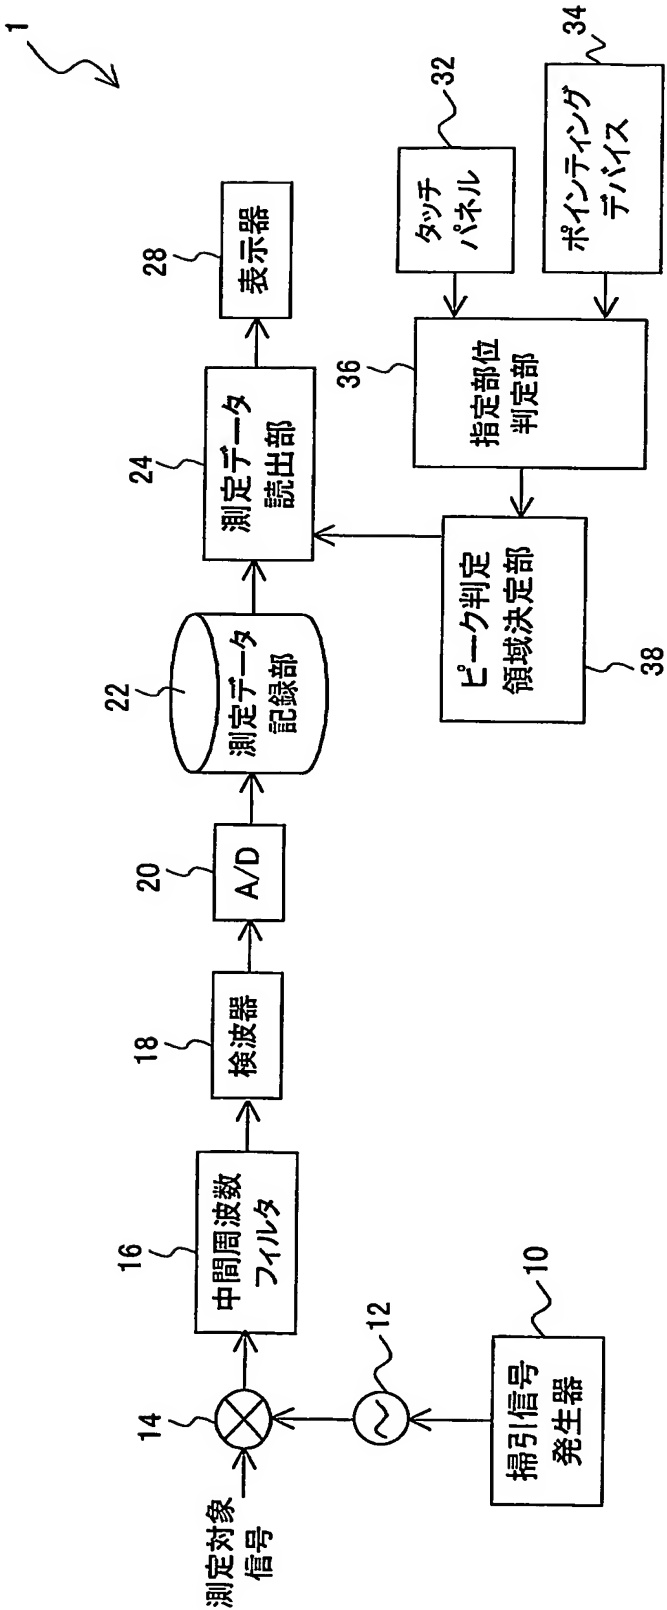 1
測定対象
信号
14
12
10
掃引信号
発生器
16
中間周波数
フィルタ
18
検波器
20
A/D
22
測定データ
記録部
24
測定データ
読出部
28
表示器
32
タッチ
パネル
34
ポインティング
デバイス
36
指定部位
判定部
ピーク判定
領域決定部
38